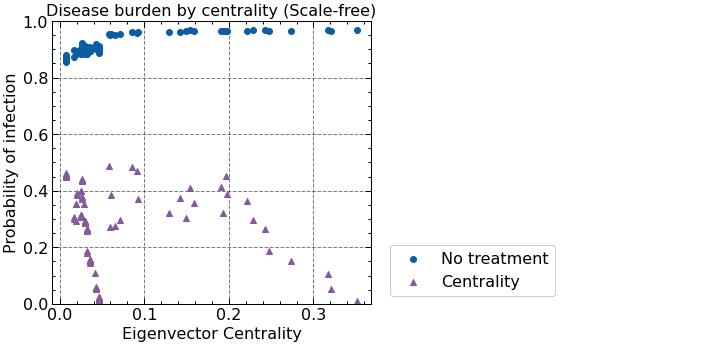 Disease burden by centrality (Scale-free)
1.0
0.8
0.6
0.4
0.2
0.0
Probability of infection
0.0 0.1 0.2 0.3
Eigenvector Centrality
No treatment
Centrality